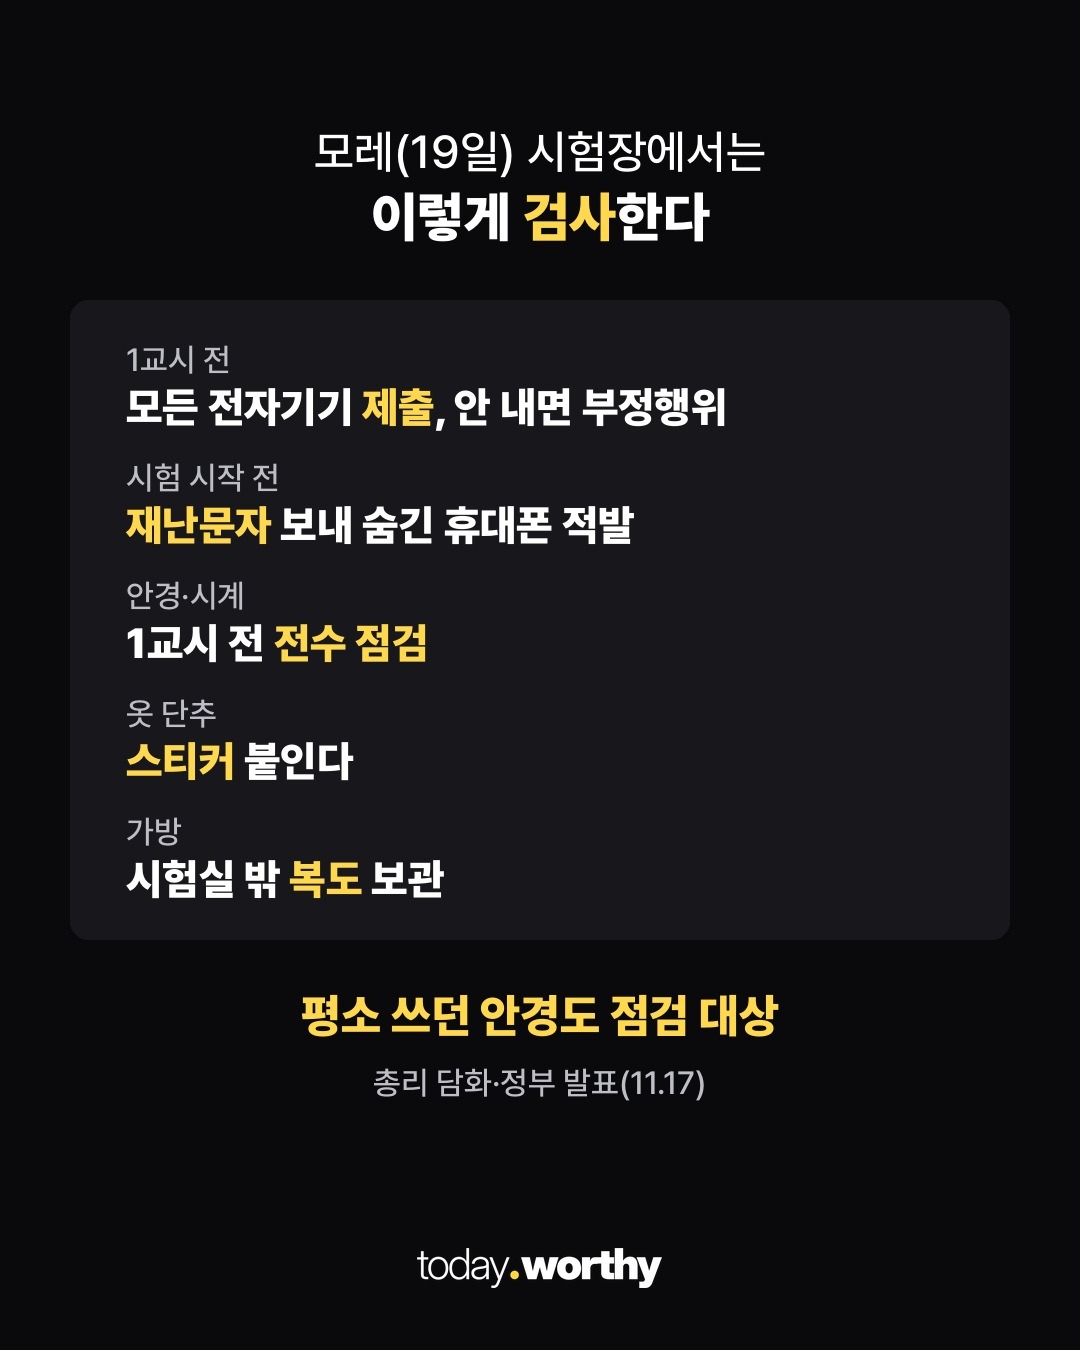 모레(19일) 시험장에서는
이렇게 검사한다
1교시 전
모든 전자기기 제출, 안 내면 부정행위
시험 시작 전
재난문자 보내 숨긴 휴대폰 적발
안경·시계
1교시 전 전수 점검
옷 단추
스티커 붙인다
가방
시험실 밖 복도 보관
평소 쓰던 안경도 점검 대상
총리 담화·정부 발표(11.17)
today.worthy